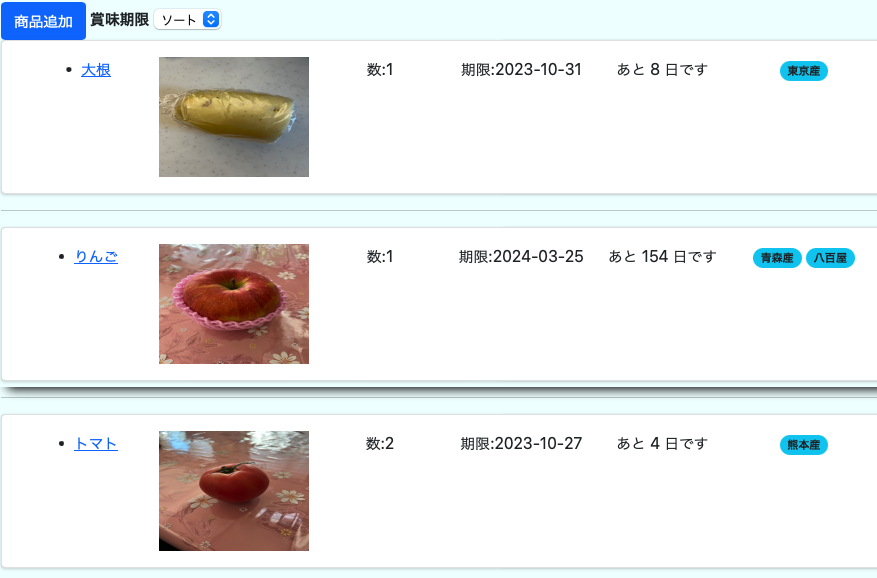 商品追加 賞味期限 ソート
大根 数:1 期限:2023-10-31 あと 8 日です 東京産
りんご 数:1 期限:2024-03-25 あと 154 日です 青森産 八百屋
トマト 数:2 期限:2023-10-27 あと 4 日です 熊本産